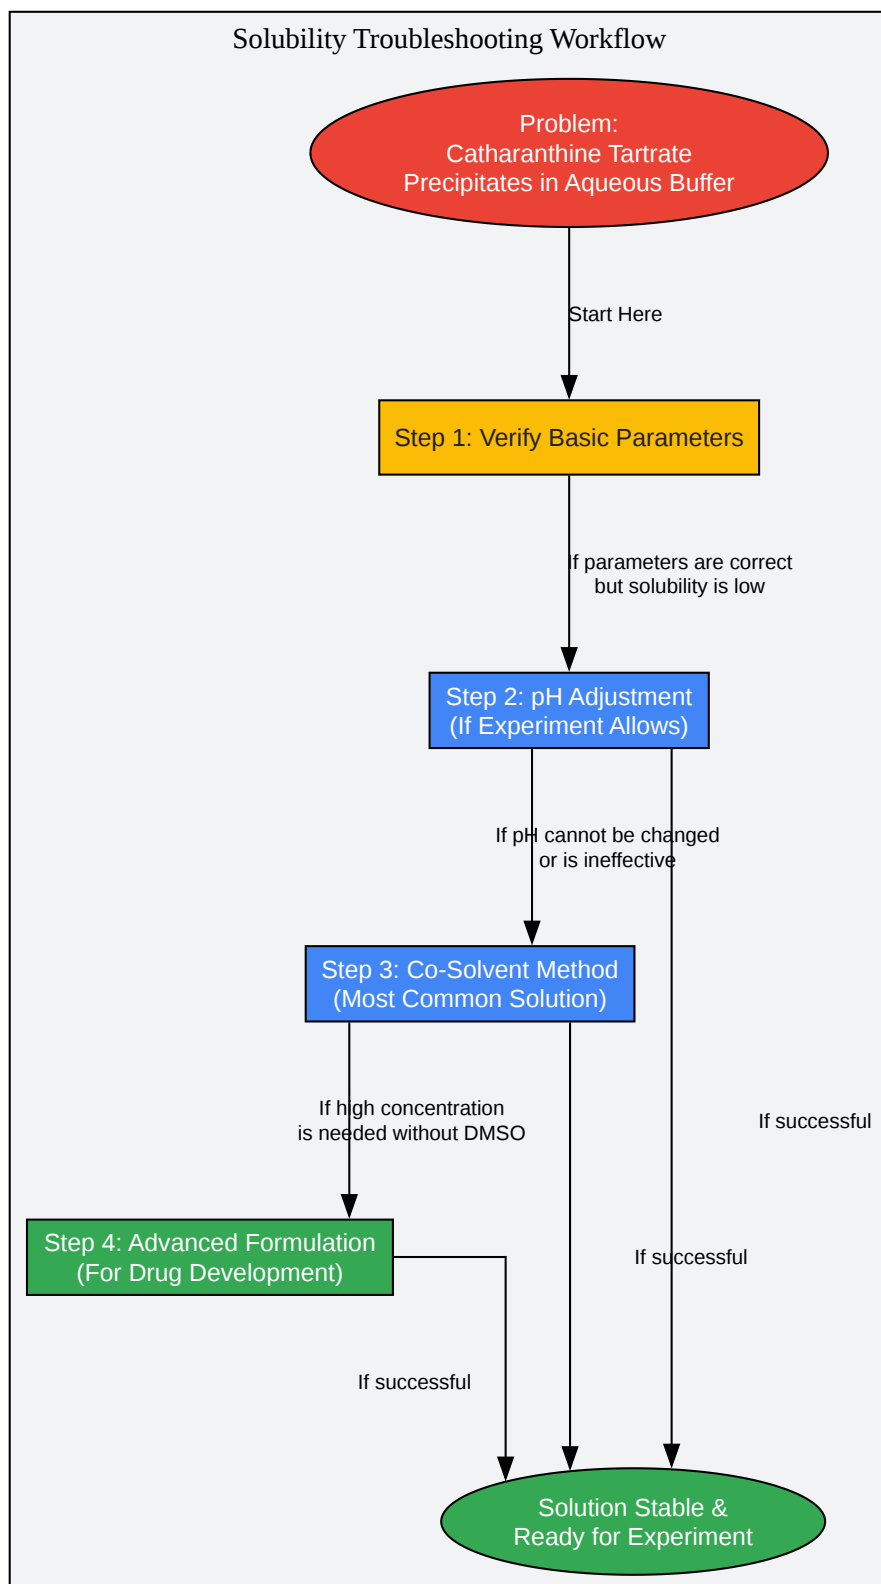 Solubility Troubleshooting Workflow
Problem:
Catharanthine Tartrate
Precipitates in Aqueous Buffer
Start Here
Step 1: Verify Basic Parameters
If parameters are correct
but solubility is low
Step 2: pH Adjustment
(If Experiment Allows)
If pH cannot be changed
or is ineffective
Step 3: Co-Solvent Method
(Most Common Solution)
If high concentration
is needed without DMSO
If successful
Step 4: Advanced Formulation
(For Drug Development)
If successful
If successful
Solution Stable &
Ready for Experiment